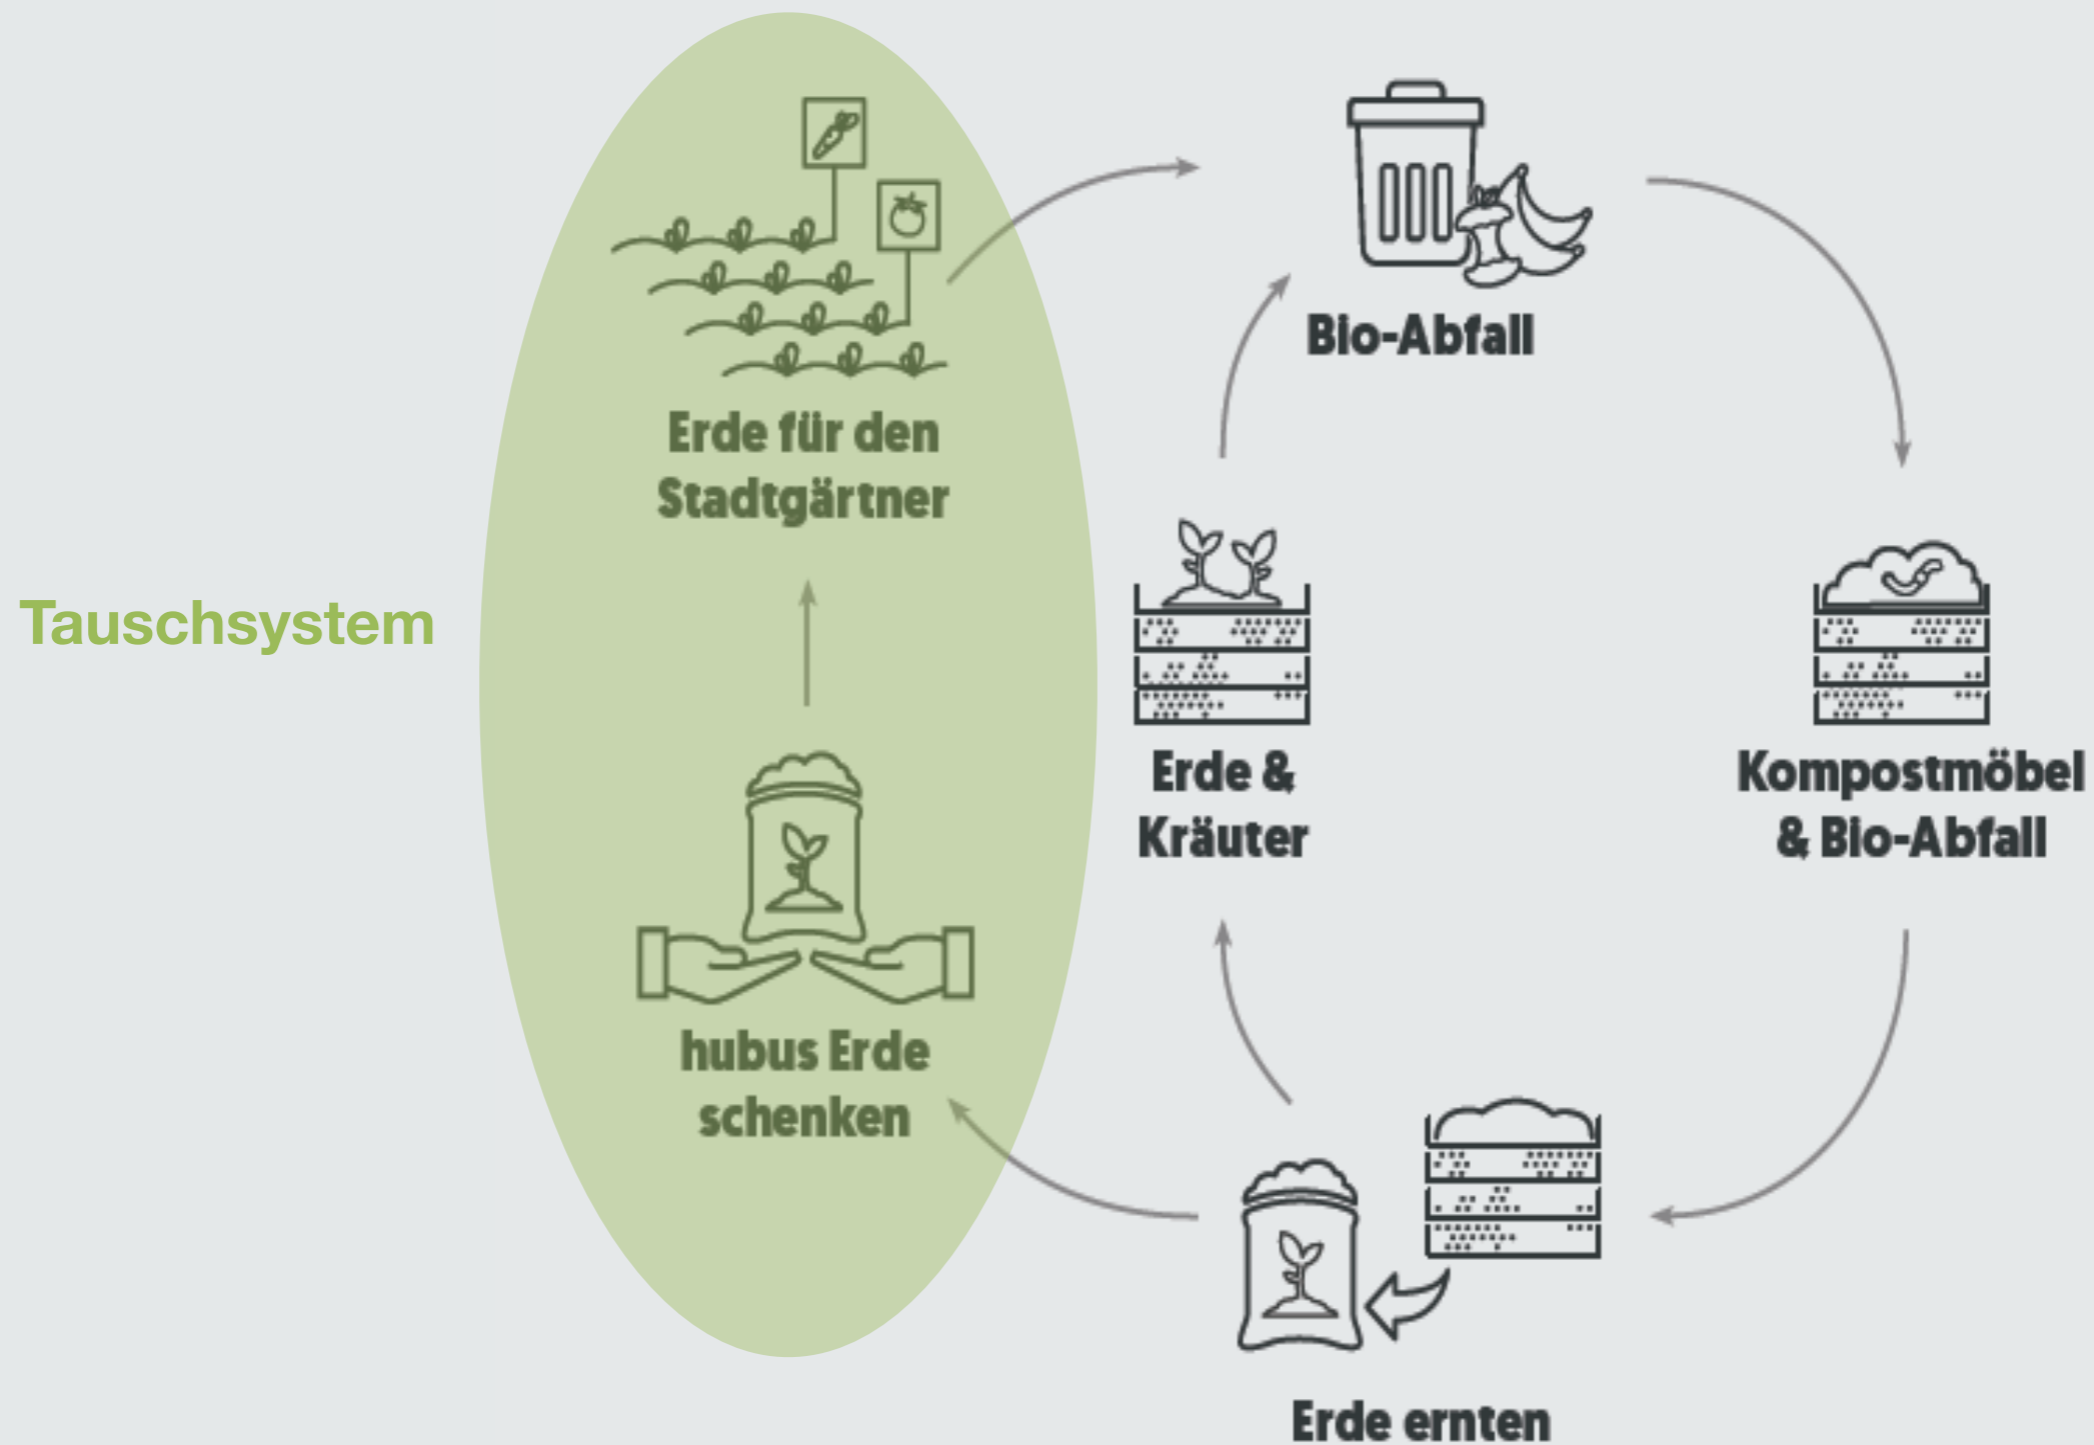 Bio-Abfall
Erde für den
Stadtgärtner
Tauschsystem
Erde &
Kräuter
Kompostmöbel
& Bio-Abfall
hubus Erde
schenken
Erde ernten